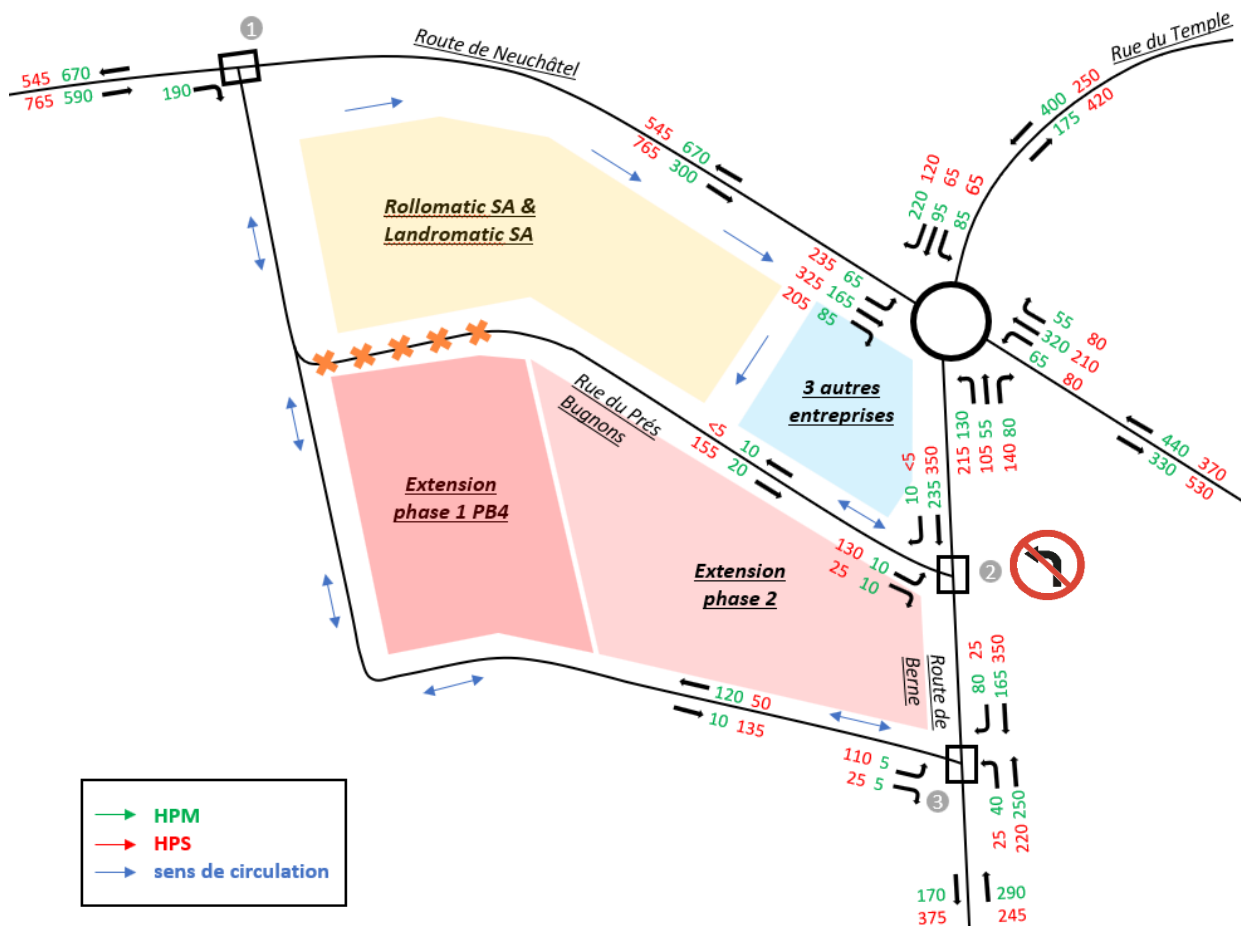 1
Route de Neuchâtel
Rue du Temple
545 670
765 590
190
545 670
765 300
400 250
175 420
220 120
95 65
85 65
235 65
325 165
205 85
55 80
320 210
65 80
440 370
330 530
Rollomatic SA &
Landromatic SA
3 autres
entreprises
Rue du Prés
Bugnons
<5 10
155 20
10 <5
235 350
215 130
105 55
140 80
Extension
phase 1 PB4
Extension
phase 2
130 10
25 10
2
Route de
Berne
80 25
165 350
120 50
10 135
110 5
25 5
3
40 250
25 220
170
375
290
245
HPM
HPS
sens de circulation